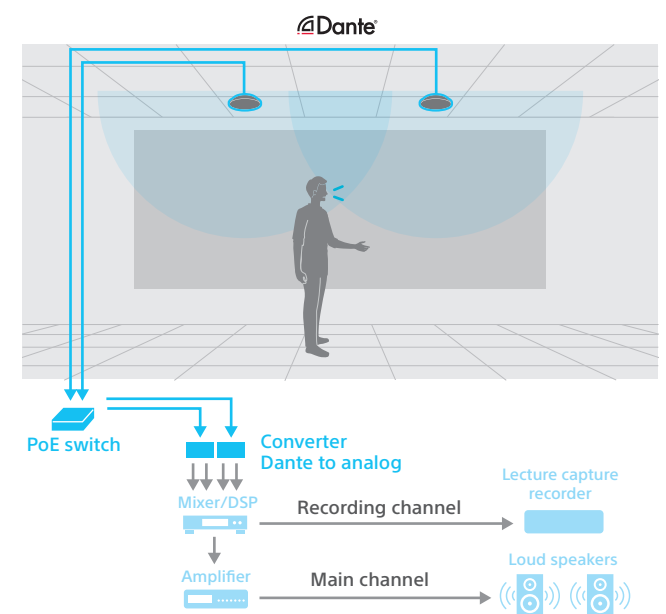 Dante
PoE switch
Converter
Dante to analog
Lecture capture
recorder
Mixer/DSP
Recording channel
Loud speakers
Amplifier
Main channel